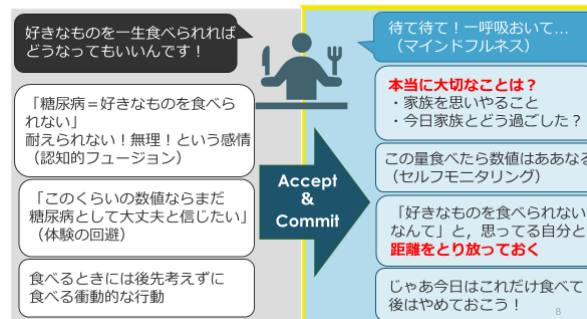 好きなものを一生食べられれば
どうなってもいいんです！
「糖尿病＝好きなものを食べら
れない」
耐えられない！無理！という感情
（認知的フュージョン）
「このくらいの数値ならまだ
糖尿病として大丈夫と信じたい」
（体験の回避）
食べるときには後先考えずに
食べる衝動的な行動
Accept
&
Commit
待て待て！一呼吸おいて…
（マインドフルネス）
本当に大切なことは？
・家族を思いやること
・今日家族とどう過ごした？
この量食べたら数値はああなる
（セルフモニタリング）
「好きなものを食べられない
なんて」と，思ってる自分と
距離をとり放っておく
じゃあ今日はこれだけ食べて
後はやめておこう！
8